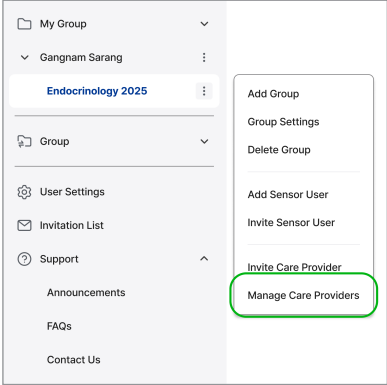 My Group
Gangnam Sarang
Endocrinology 2025
Group
User Settings
Invitation List
Support
Announcements
FAQs
Contact Us
Add Group
Group Settings
Delete Group
Add Sensor User
Invite Sensor User
Invite Care Provider
Manage Care Providers